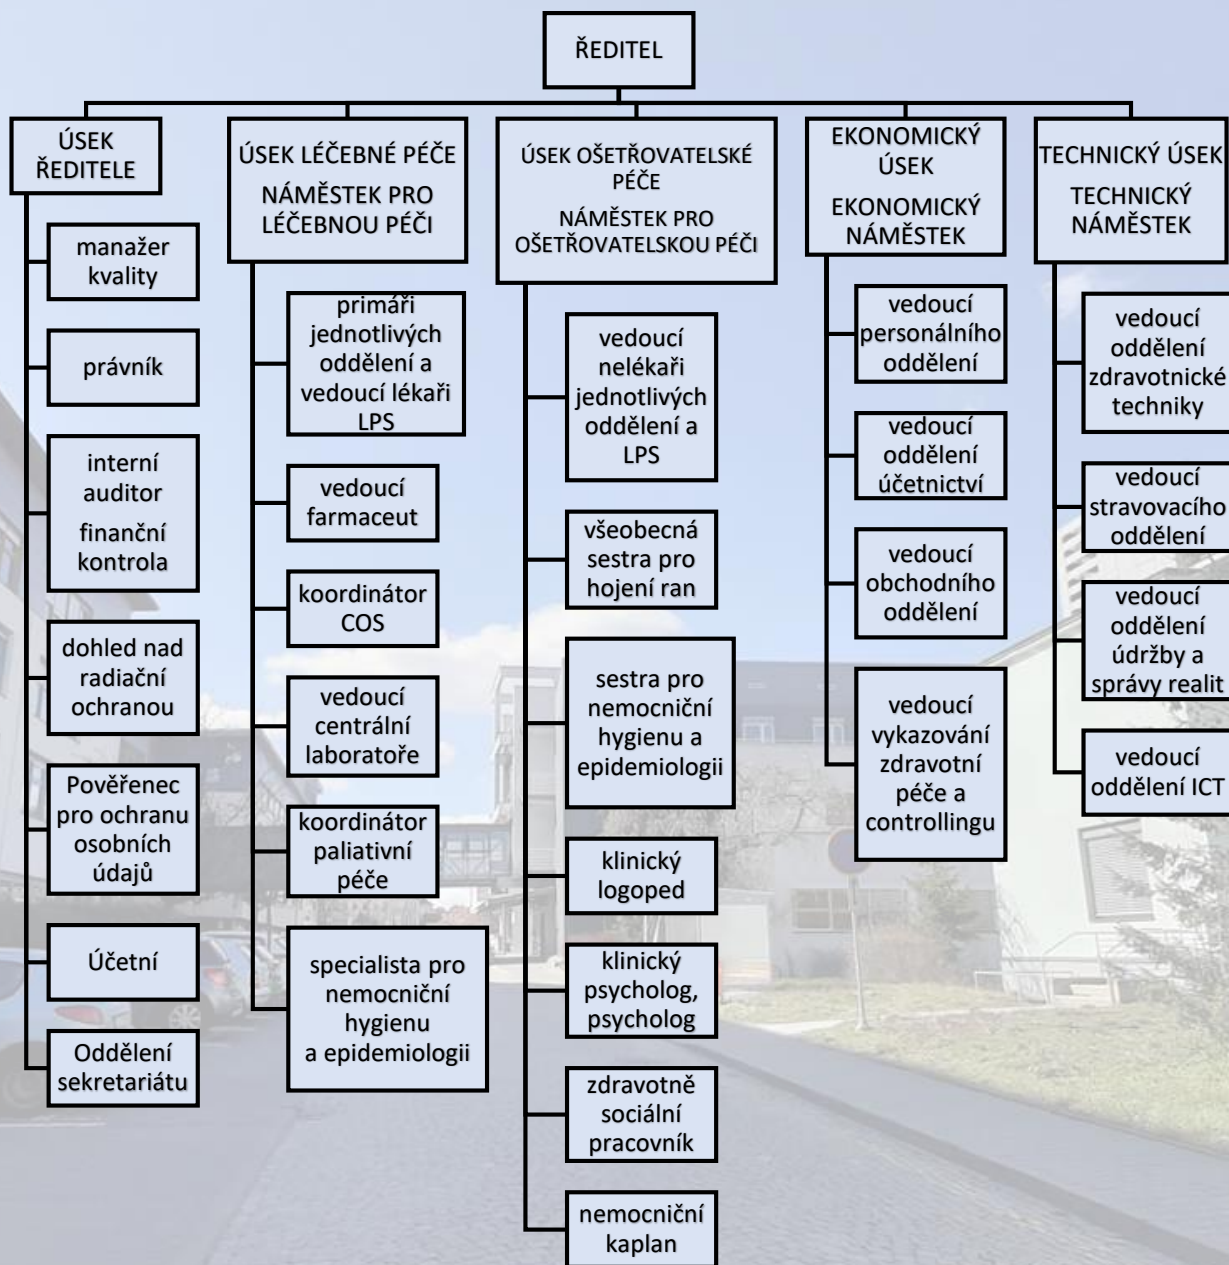 ŘEDITEL
ÚSEK
ŘEDITELE
manažer
kvality
právník
interní
auditor
finanční
kontrola
dohled nad
radiační
ochranou
Pověřenec
pro ochranu
osobních
údajů
Účetní
Oddělení
sekretariátu
ÚSEK LÉČEBNÉ PÉČE
NÁMĚSTEK PRO
LÉČEBNOU PÉČI
primáři
jednotlivých
oddělení a
vedoucí lékaři
LPS
vedoucí
farmaceut
koordinátor
COS
vedoucí
centrální
laboratoře
koordinátor
paliativní
péče
specialista pro
nemocniční
hygienu
a epidemiologii
ÚSEK OŠETŘOVATELSKÉ
PÉČE
NÁMĚSTEK PRO
OŠETŘOVATELSKOU PÉČI
vedoucí
nelékaři
jednotlivých
oddělení a
LPS
všeobecná
sestra pro
hojení ran
sestra pro
nemocniční
hygienu a
epidemiologii
klinický
logoped
klinický
psycholog,
psycholog
zdravotně
sociální
pracovník
nemocniční
kaplan
EKONOMICKÝ
ÚSEK
EKONOMICKÝ
NÁMĚSTEK
vedoucí
personálního
oddělení
vedoucí
oddělení
účetnictví
vedoucí
obchodního
oddělení
vedoucí
vykazování
zdravotní
péče a
controllingu
TECHNICKÝ ÚSEK
TECHNICKÝ
NÁMĚSTEK
vedoucí
oddělení
zdravotnické
techniky
vedoucí
stravovacího
oddělení
vedoucí
oddělení
údržby a
správy realit
vedoucí
oddělení ICT